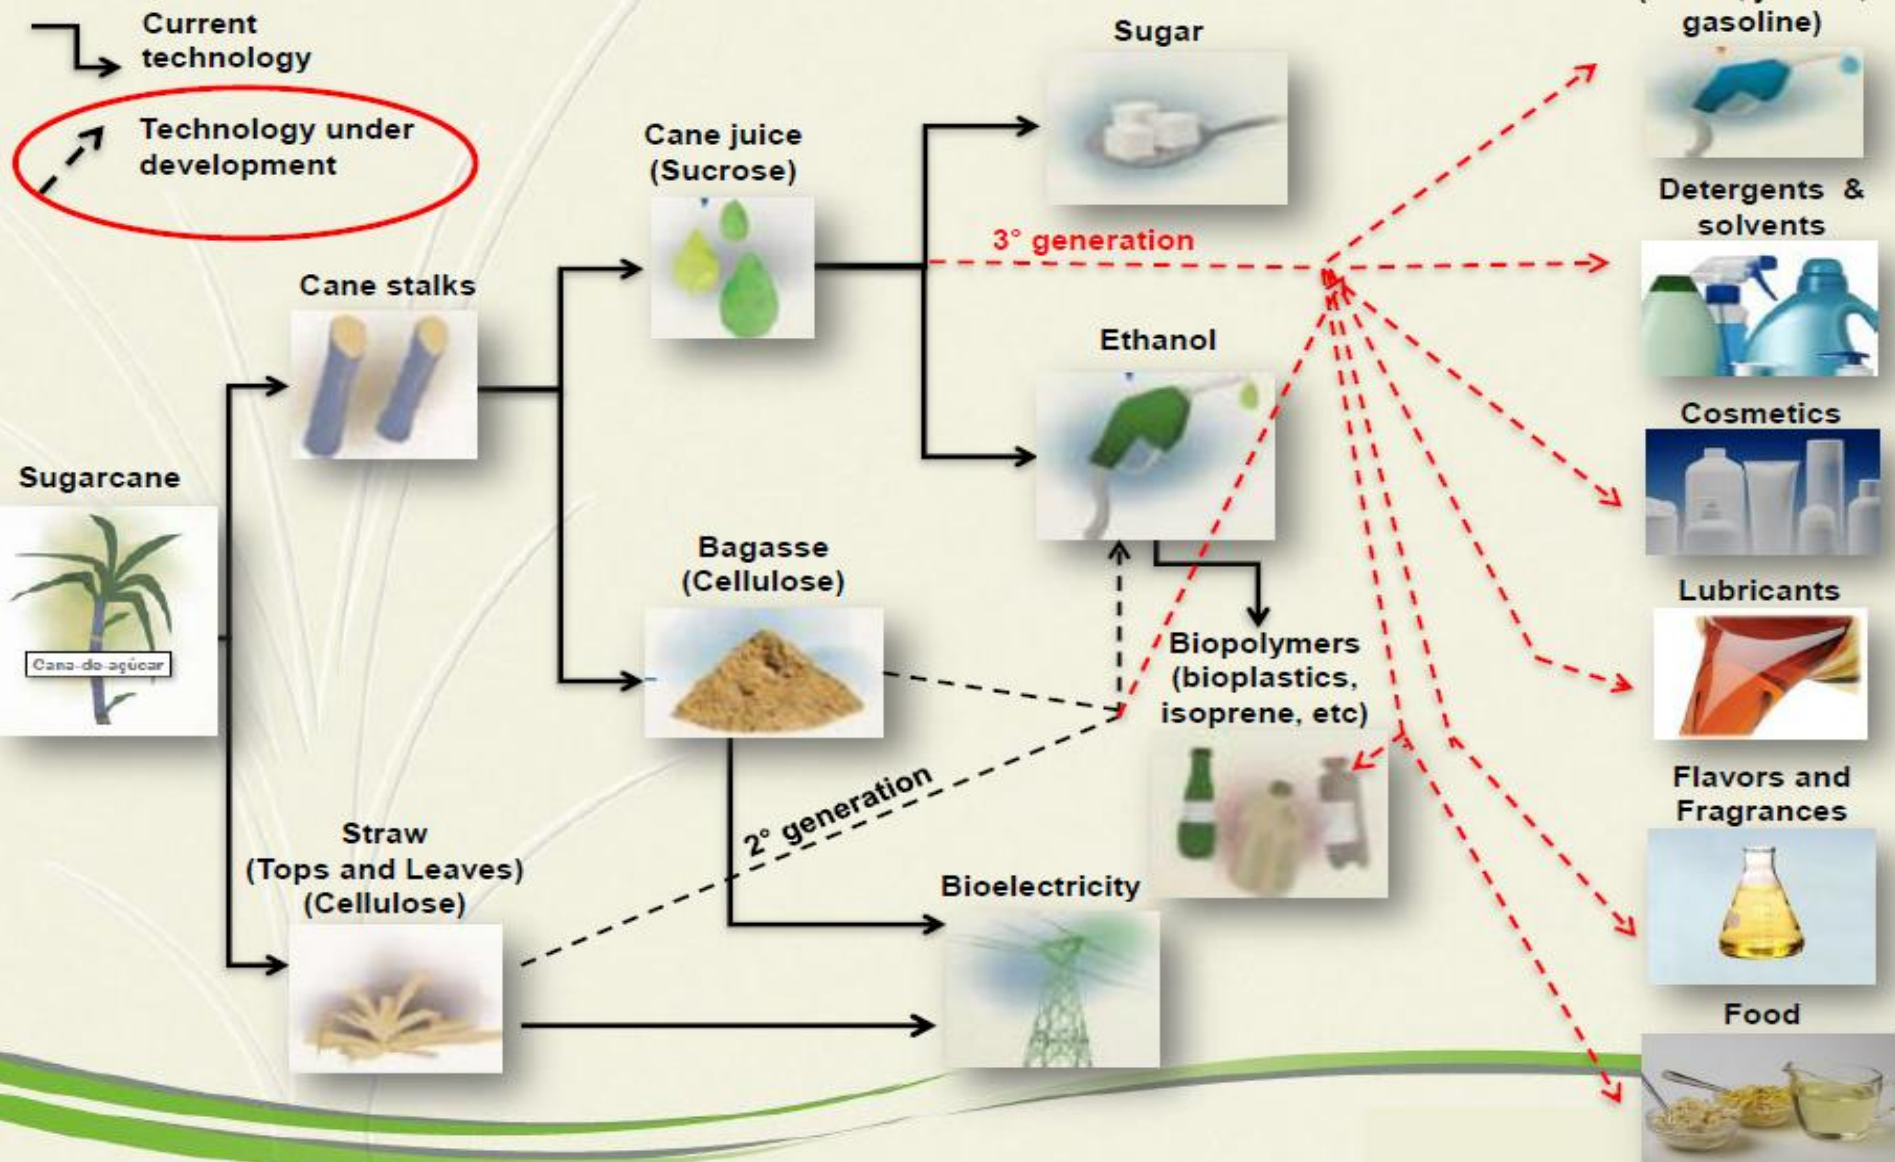 Current
technology
Technology under
development
Sugarcane
Cana-de-açúcar
Cane stalks
Straw
(Tops and Leaves)
(Cellulose)
Cane juice
(Sucrose)
Bagasse
(Cellulose)
2° generation
3° generation
Sugar
Ethanol
Biopolymers
(bioplastics,
isoprene, etc)
Bioelectricity
gasoline)
Detergents &
solvents
Cosmetics
Lubricants
Flavors and
Fragrances
Food